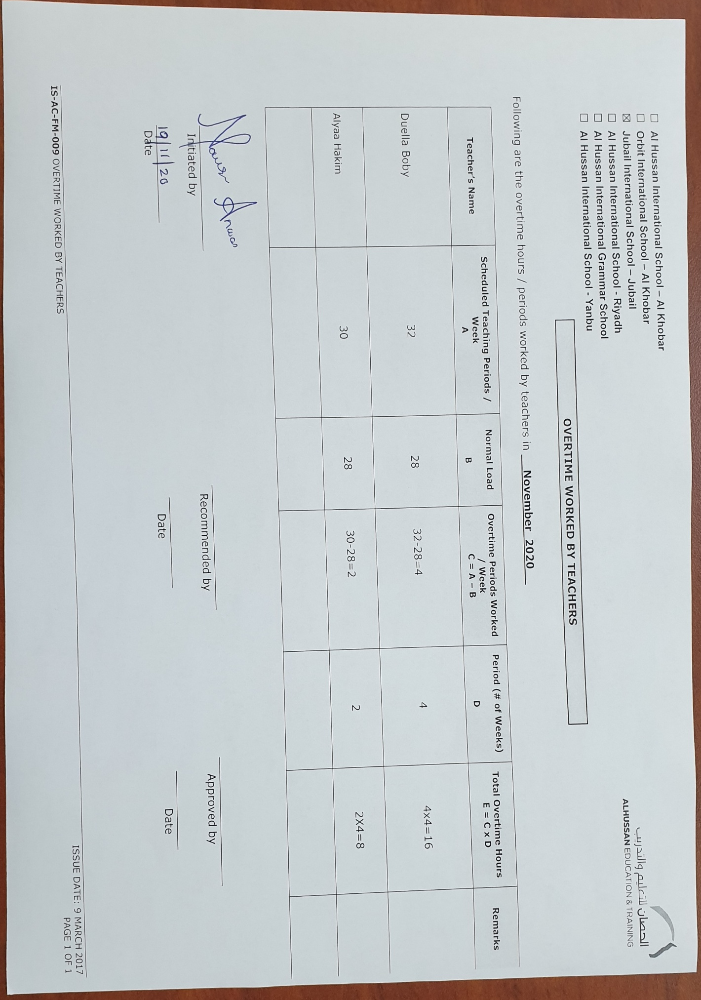 ☐ Al Hussan International School – Al Khobar
☐ Orbit International School – Al Khobar
☒ Jubail International School – Jubail
☐ Al Hussan International School - Riyadh
☐ Al Hussan International Grammar School
☐ Al Hussan International School - Yanbu
الحصان للتعليم والتدريب
ALHUSSAN EDUCATION & TRAINING
OVERTIME WORKED BY TEACHERS
Following are the overtime hours / periods worked by teachers in November 2020
Teacher's Name
Scheduled Teaching Periods /
Week
A
Normal Load
B
Overtime Periods Worked
/ Week
C = A – B
Period (# of Weeks)
D
Total Overtime Hours
E = C x D
Remarks
Duella Boby 32 28 32-28=4 4 4x4=16
Alyaa Hakim 30 28 30-28=2 2 2X4=8
Initiated by Recommended by Approved by
19/11/20
Date Date Date
IS-AC-FM-009 OVERTIME WORKED BY TEACHERS
ISSUE DATE: 9 MARCH 2017
PAGE 1 OF 1